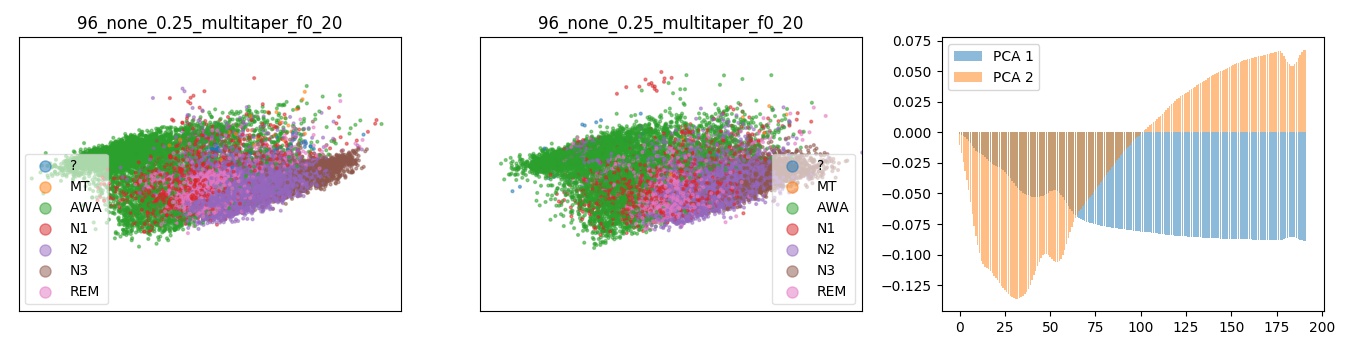 96_none_0.25_multitaper_f0_20
?
MT
AWA
N1
N2
N3
REM
96_none_0.25_multitaper_f0_20
?
MT
AWA
N1
N2
N3
REM
PCA 1
PCA 2
0.075
0.050
0.025
0.000
−0.025
−0.050
−0.075
−0.100
−0.125
0 25 50 75 100 125 150 175 200